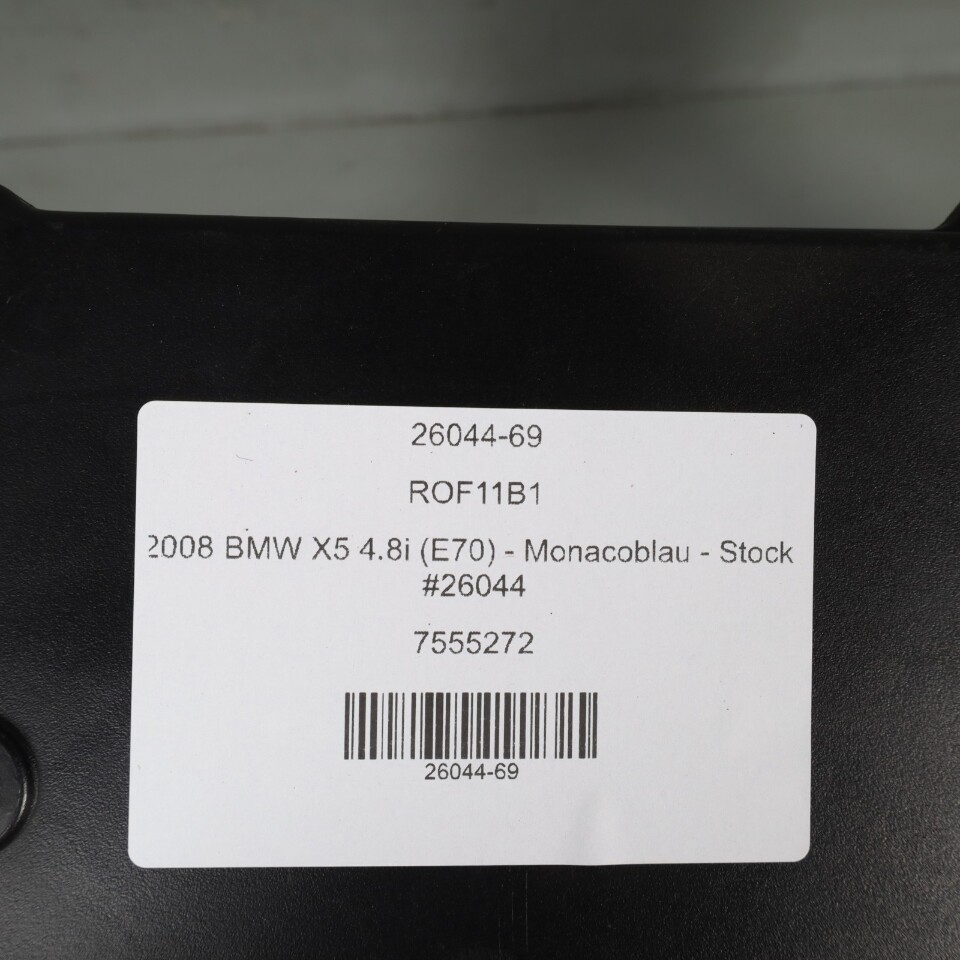 26044-69
ROF11B1
2008 BMW X5 4.8i (E70) - Monacoblau - Stock
#26044
7555272
26044-69